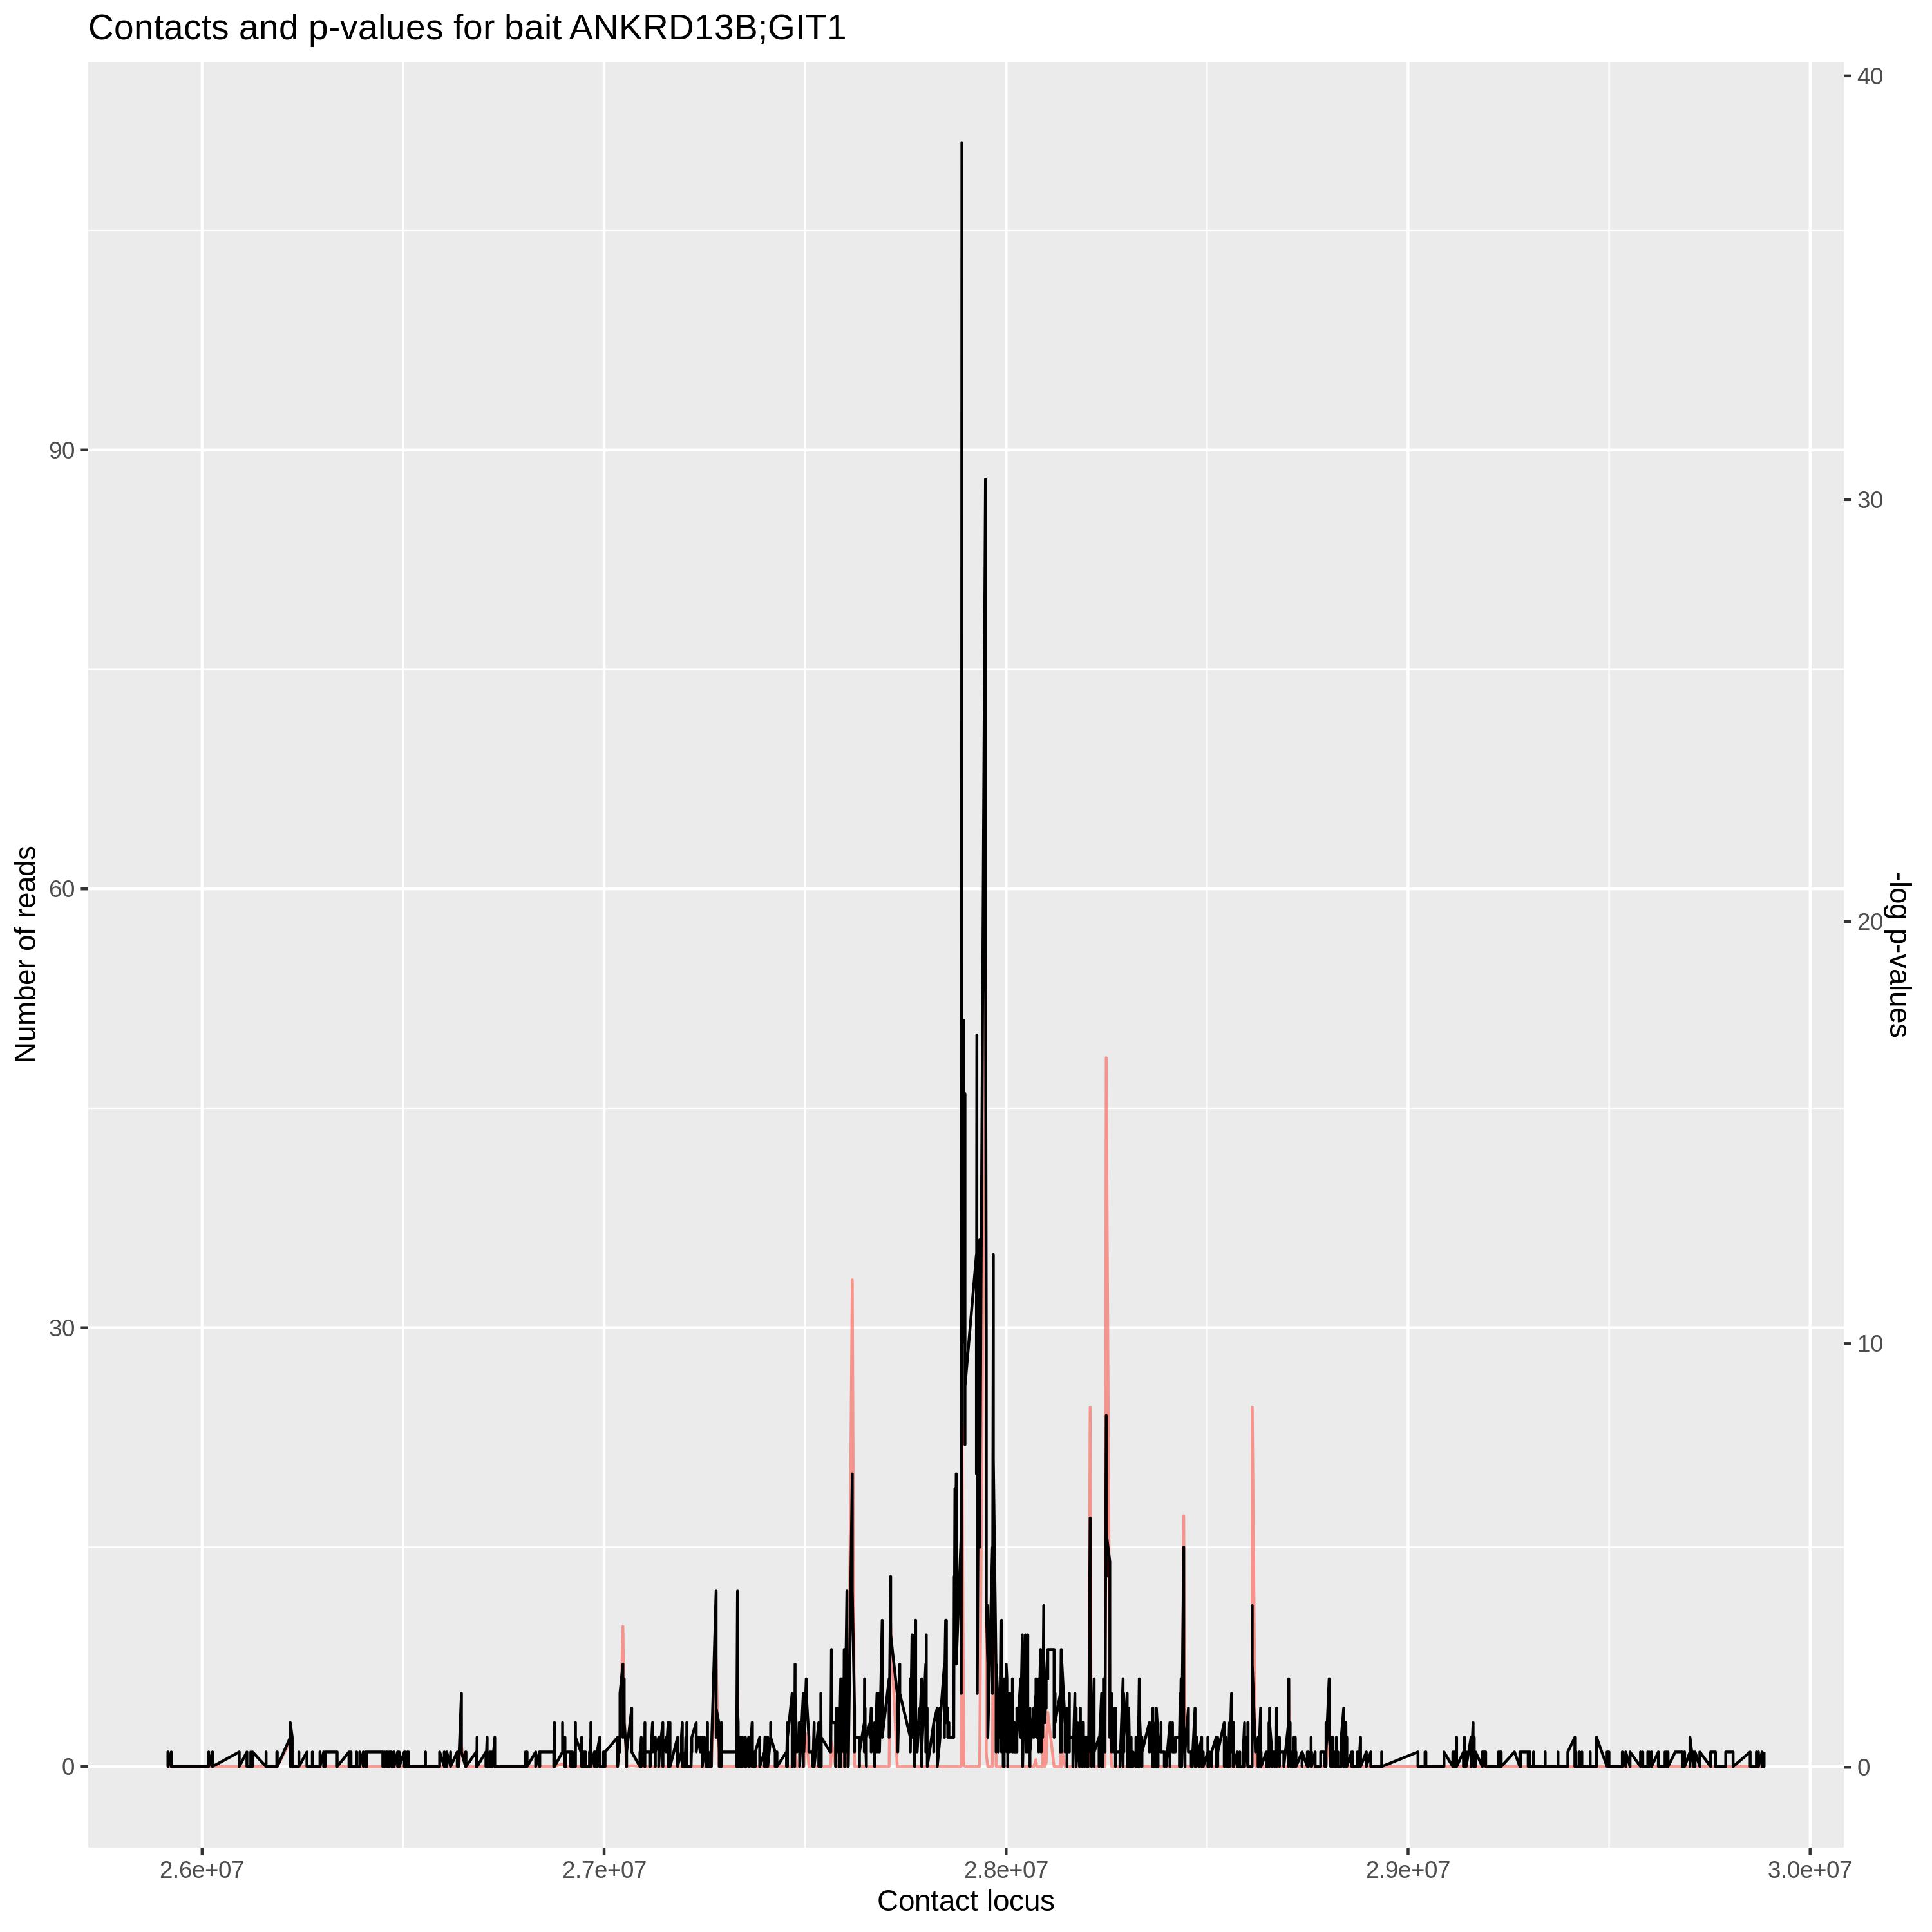 Contacts and p-values for bait ANKRD13B;GIT1
40
90
30
Number of reads
60
20
-log p-values
30
10
0
0
2.6e+07
2.7e+07
2.8e+07
2.9e+07
3.0e+07
Contact locus